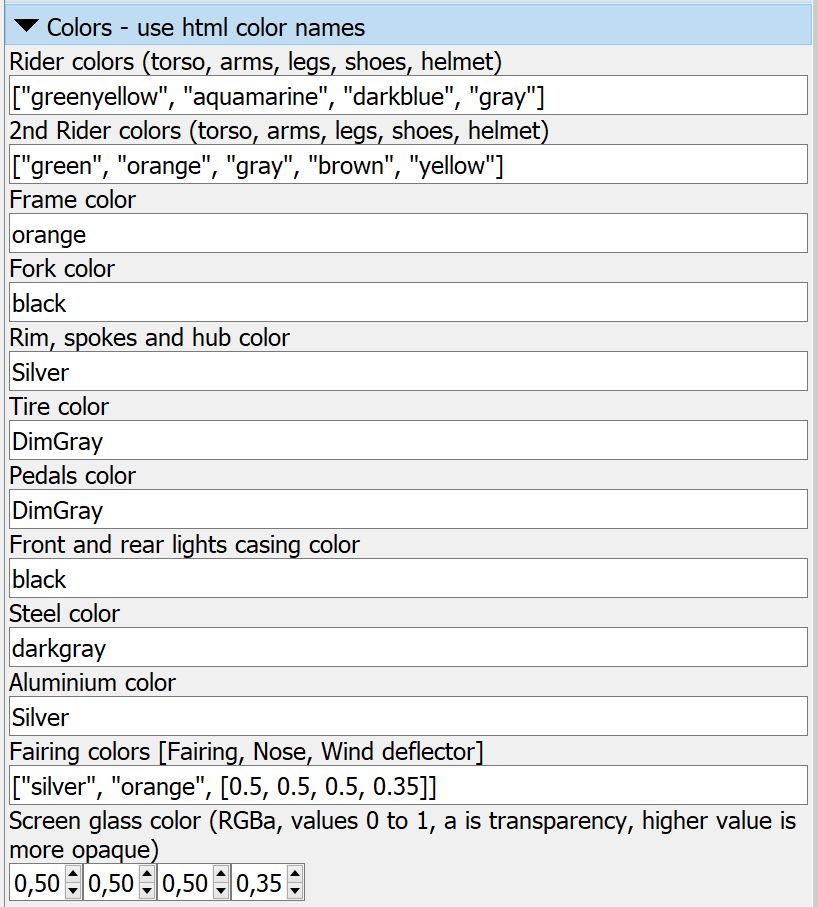 Colors - use html color names
Rider colors (torso, arms, legs, shoes, helmet)
["greenyellow", "aquamarine", "darkblue", "gray"]
2nd Rider colors (torso, arms, legs, shoes, helmet)
["green", "orange", "gray", "brown", "yellow"]
Frame color
orange
Fork color
black
Rim, spokes and hub color
Silver
Tire color
DimGray
Pedals color
DimGray
Front and rear lights casing color
black
Steel color
darkgray
Aluminium color
Silver
Fairing colors [Fairing, Nose, Wind deflector]
["silver", "orange", [0.5, 0.5, 0.5, 0.35]]
Screen glass color (RGBa, values 0 to 1, a is transparency, higher value is
more opaque)
0,50 0,50 0,50 0,35